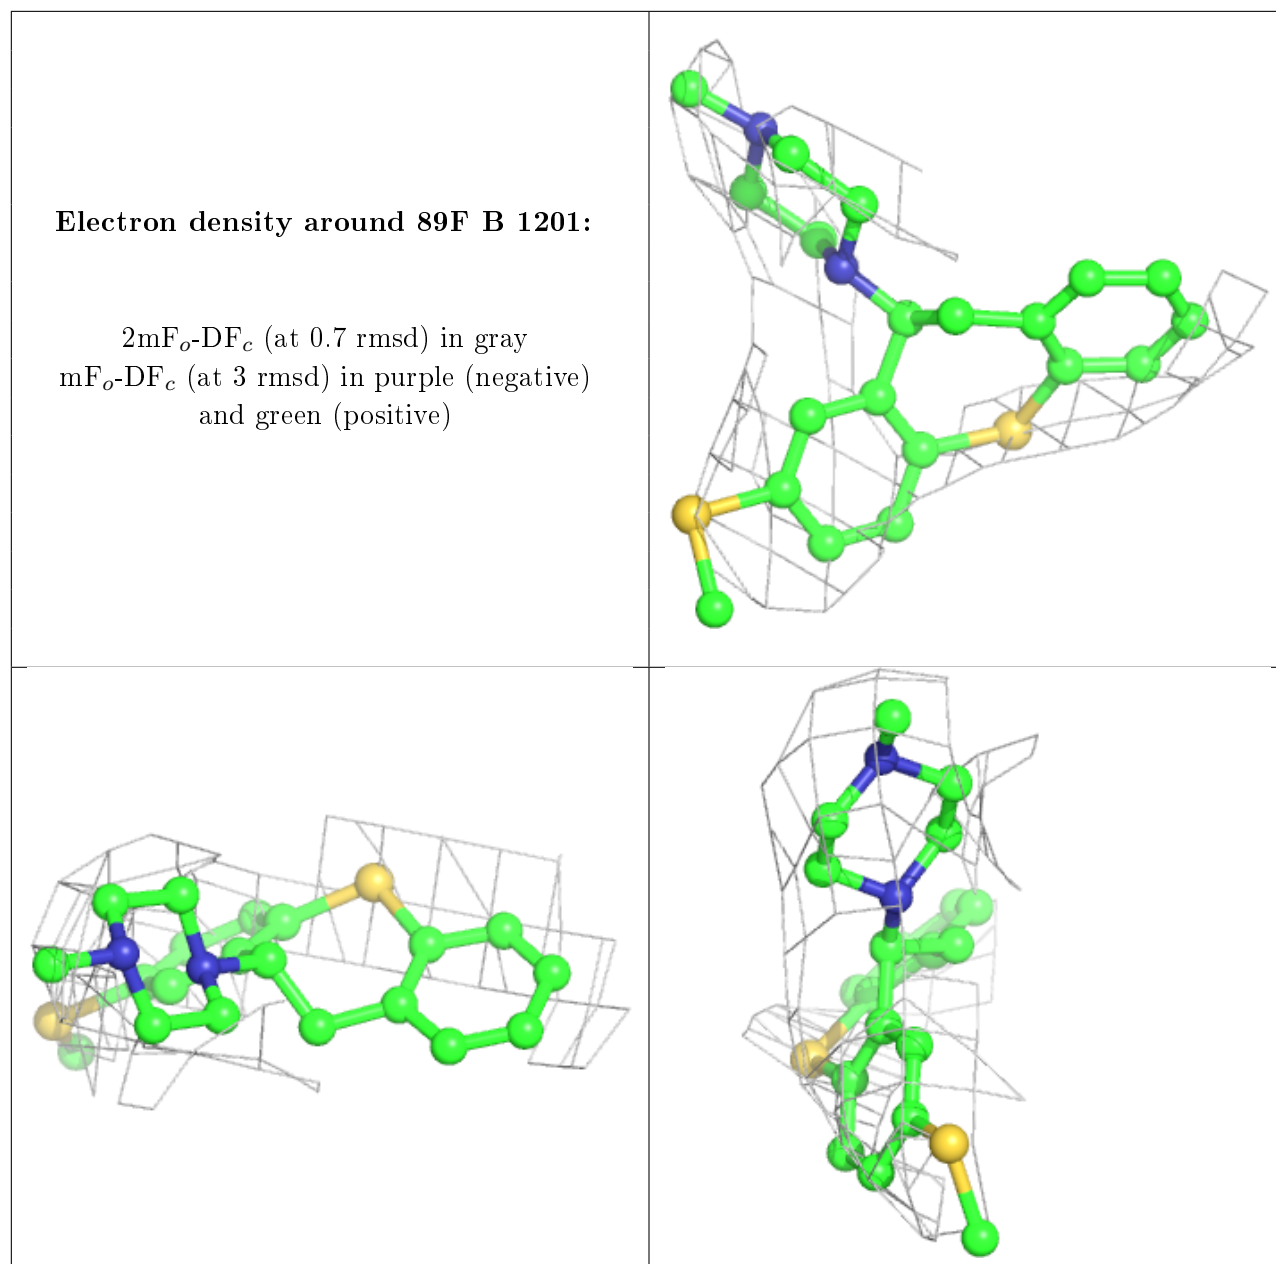 Electron density around 89F B 1201:
2mFo-DFc (at 0.7 rmsd) in gray
mFo-DFc (at 3 rmsd) in purple (negative)
and green (positive)